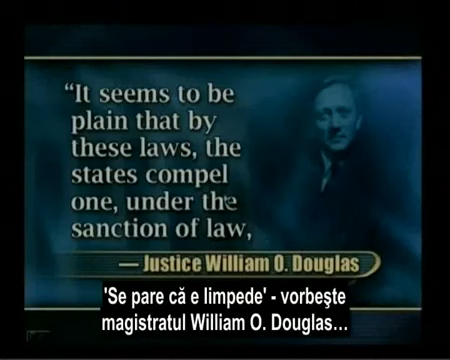 “It seems to be
plain that by
these laws, the
states compel
one, under the
sanction of law,
— Justice William O. Douglas
'Se pare că e limpede' - vorbeşte
magistratul William O. Douglas…